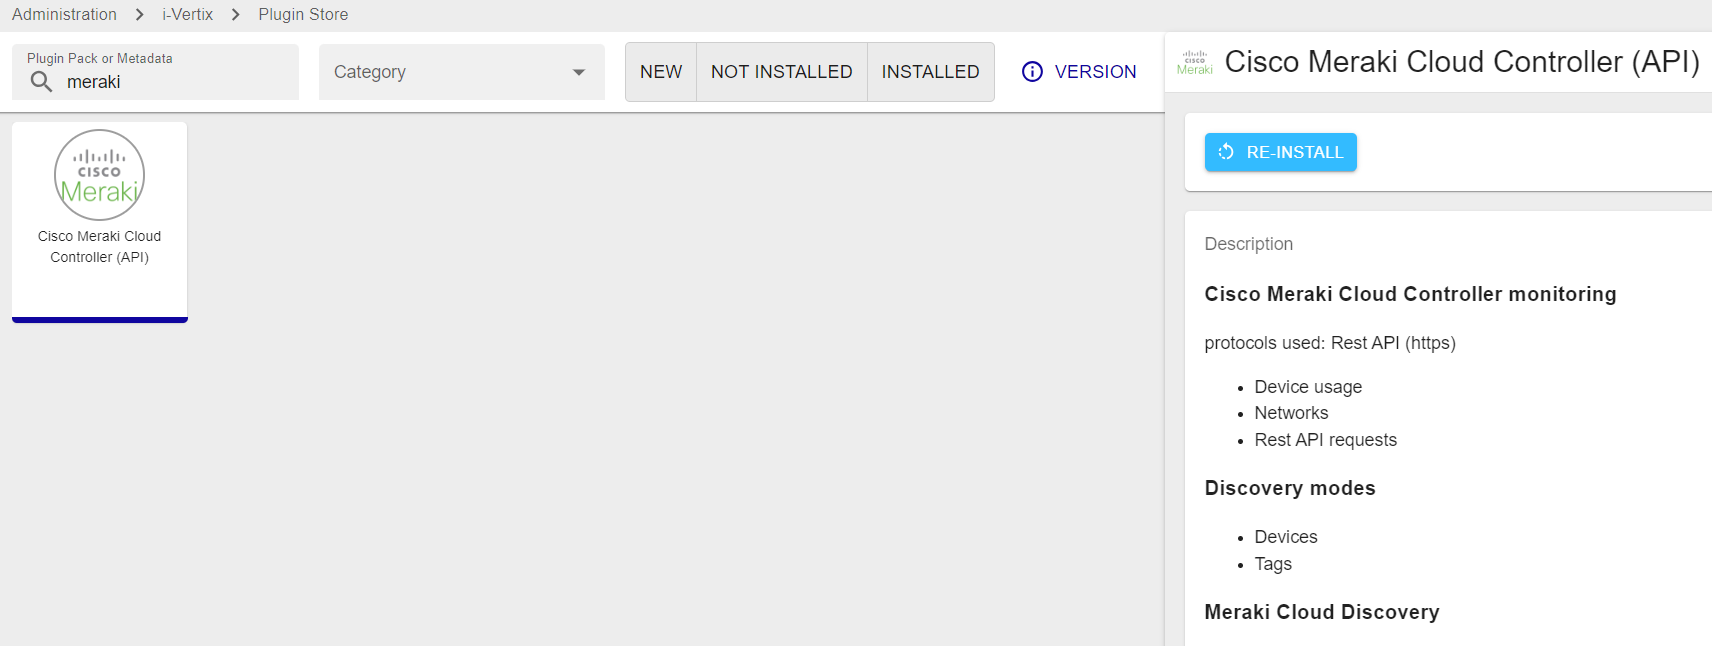 Administration > i-Vertix > Plugin Store
Plugin Pack or Metadata
meraki
Category
NEW NOT INSTALLED INSTALLED
VERSION
CISCO
Meraki
Cisco Meraki Cloud
Controller (API)
CISCO
Meraki
Cisco Meraki Cloud Controller (API)
RE-INSTALL
Description
Cisco Meraki Cloud Controller monitoring
protocols used: Rest API (https)
• Device usage
• Networks
• Rest API requests
Discovery modes
• Devices
• Tags
Meraki Cloud Discovery